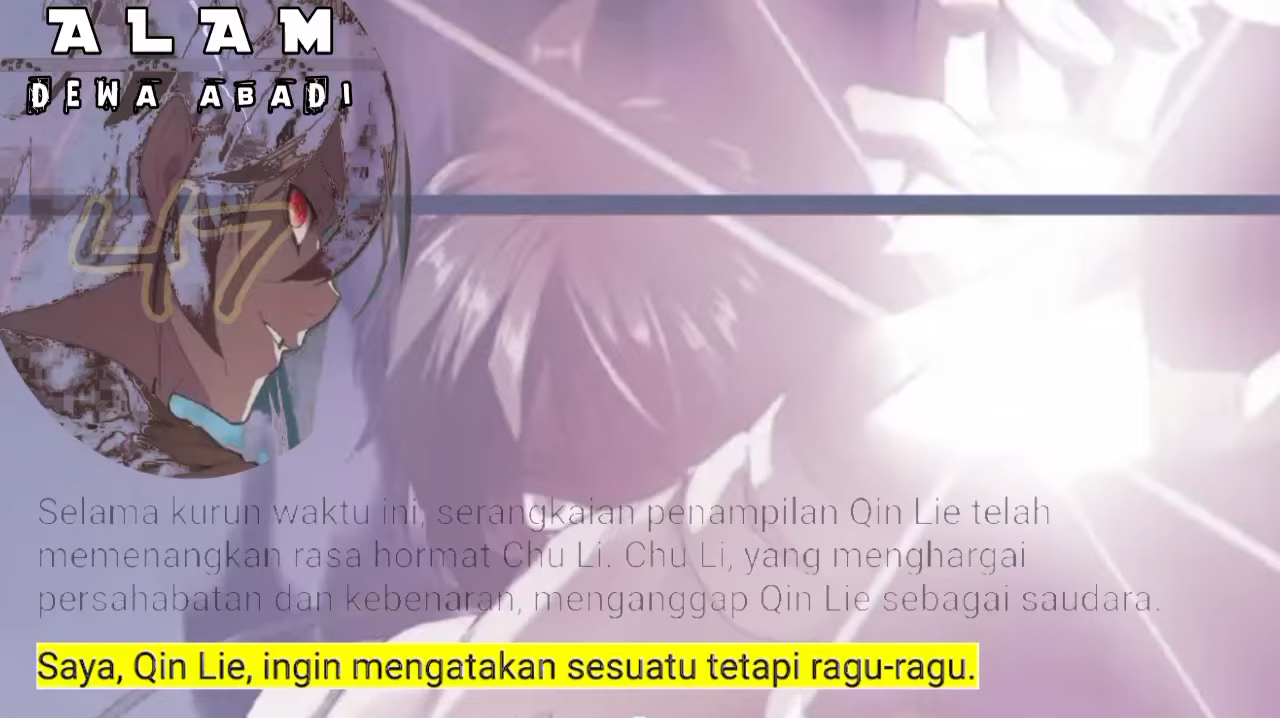 ALAM
DEWA ABADI
47
Selama kurun waktu ini, serangkaian penampilan Qin Lie telah
memenangkan rasa hormat Chu Li. Chu Li, yang menghargai
persahabatan dan kebenaran, menganggap Qin Lie sebagai saudara.
Saya, Qin Lie, ingin mengatakan sesuatu tetapi ragu-ragu.